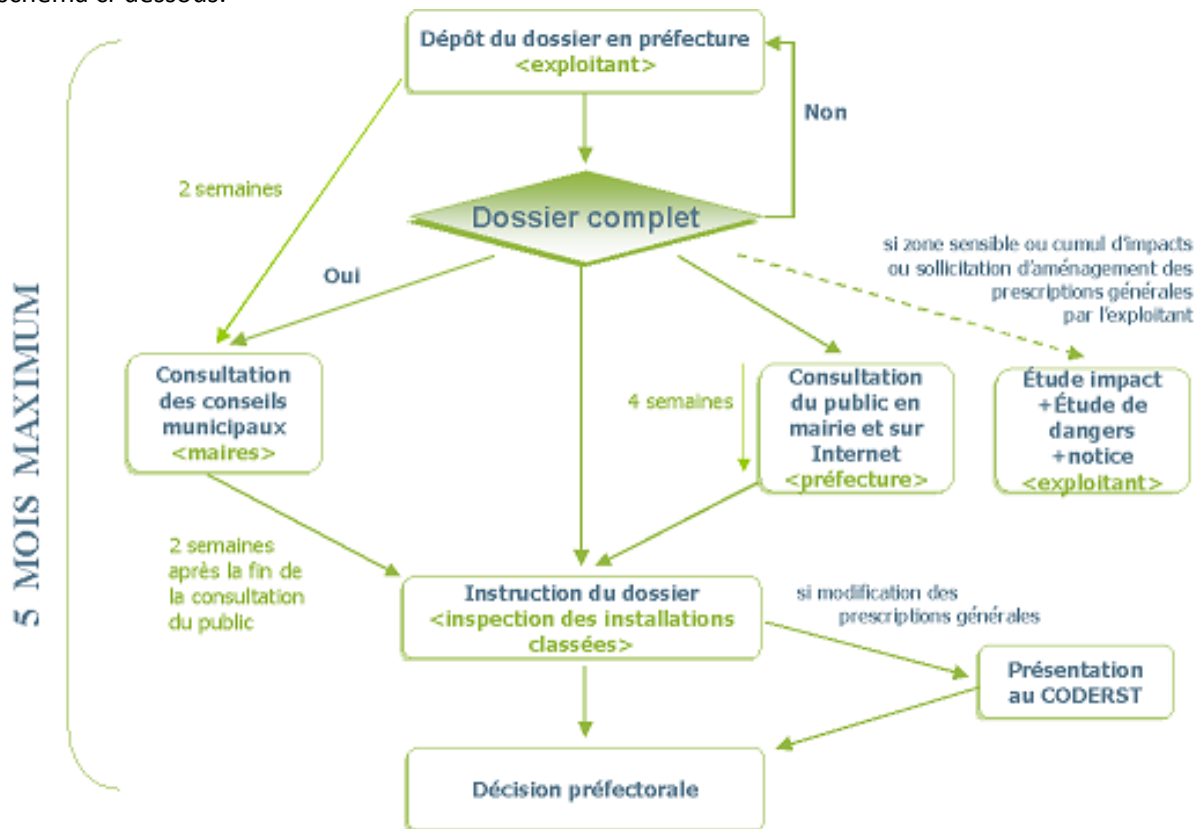 schéma ci-dessous.
Dépôt du dossier en préfecture
<exploitant>
Non
2 semaines
Dossier complet
si zone sensible ou cumul d'impacts
ou sollicitation d'aménagement des
prescriptions générales
par l'exploitant
Oui
5 MOIS MAXIMUM
Consultation
des conseils
municipaux
<maires>
4 semaines
Consultation
du public en
mairie et sur
Internet
<préfecture>
Étude impact
+Étude de
dangers
+notice
<exploitant>
2 semaines
après la fin de
la consultation
du public
Instruction du dossier
<inspection des installations
classées>
si modification des
prescriptions générales
Présentation
au CODERST
Décision préfectorale